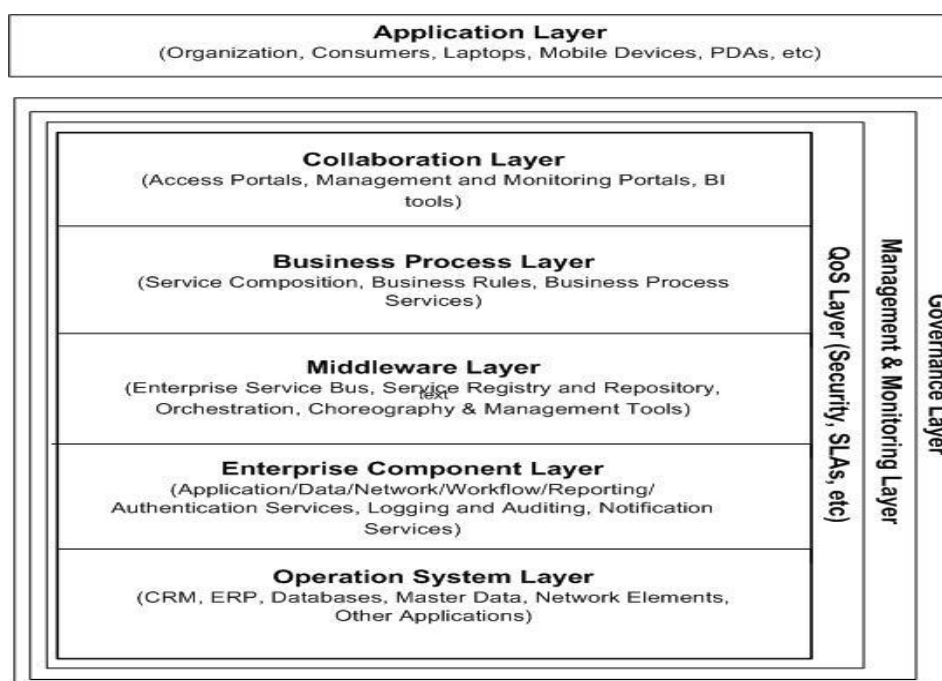 Application Layer
(Organization, Consumers, Laptops, Mobile Devices, PDAs, etc)
Collaboration Layer
(Access Portals, Management and Monitoring Portals, BI
tools)
Business Process Layer
(Service Composition, Business Rules, Business Process
Services)
Middleware Layer
(Enterprise Service Bus, Service Registry and Repository,
text
Orchestration, Choreography & Management Tools)
Enterprise Component Layer
(Application/Data/Network/Workflow/Reporting/
Authentication Services, Logging and Auditing, Notification
Services)
Operation System Layer
(CRM, ERP, Databases, Master Data, Network Elements,
Other Applications)
QoS Layer (Security, SLAs, etc)
Management & Monitoring Layer
Governance Layer